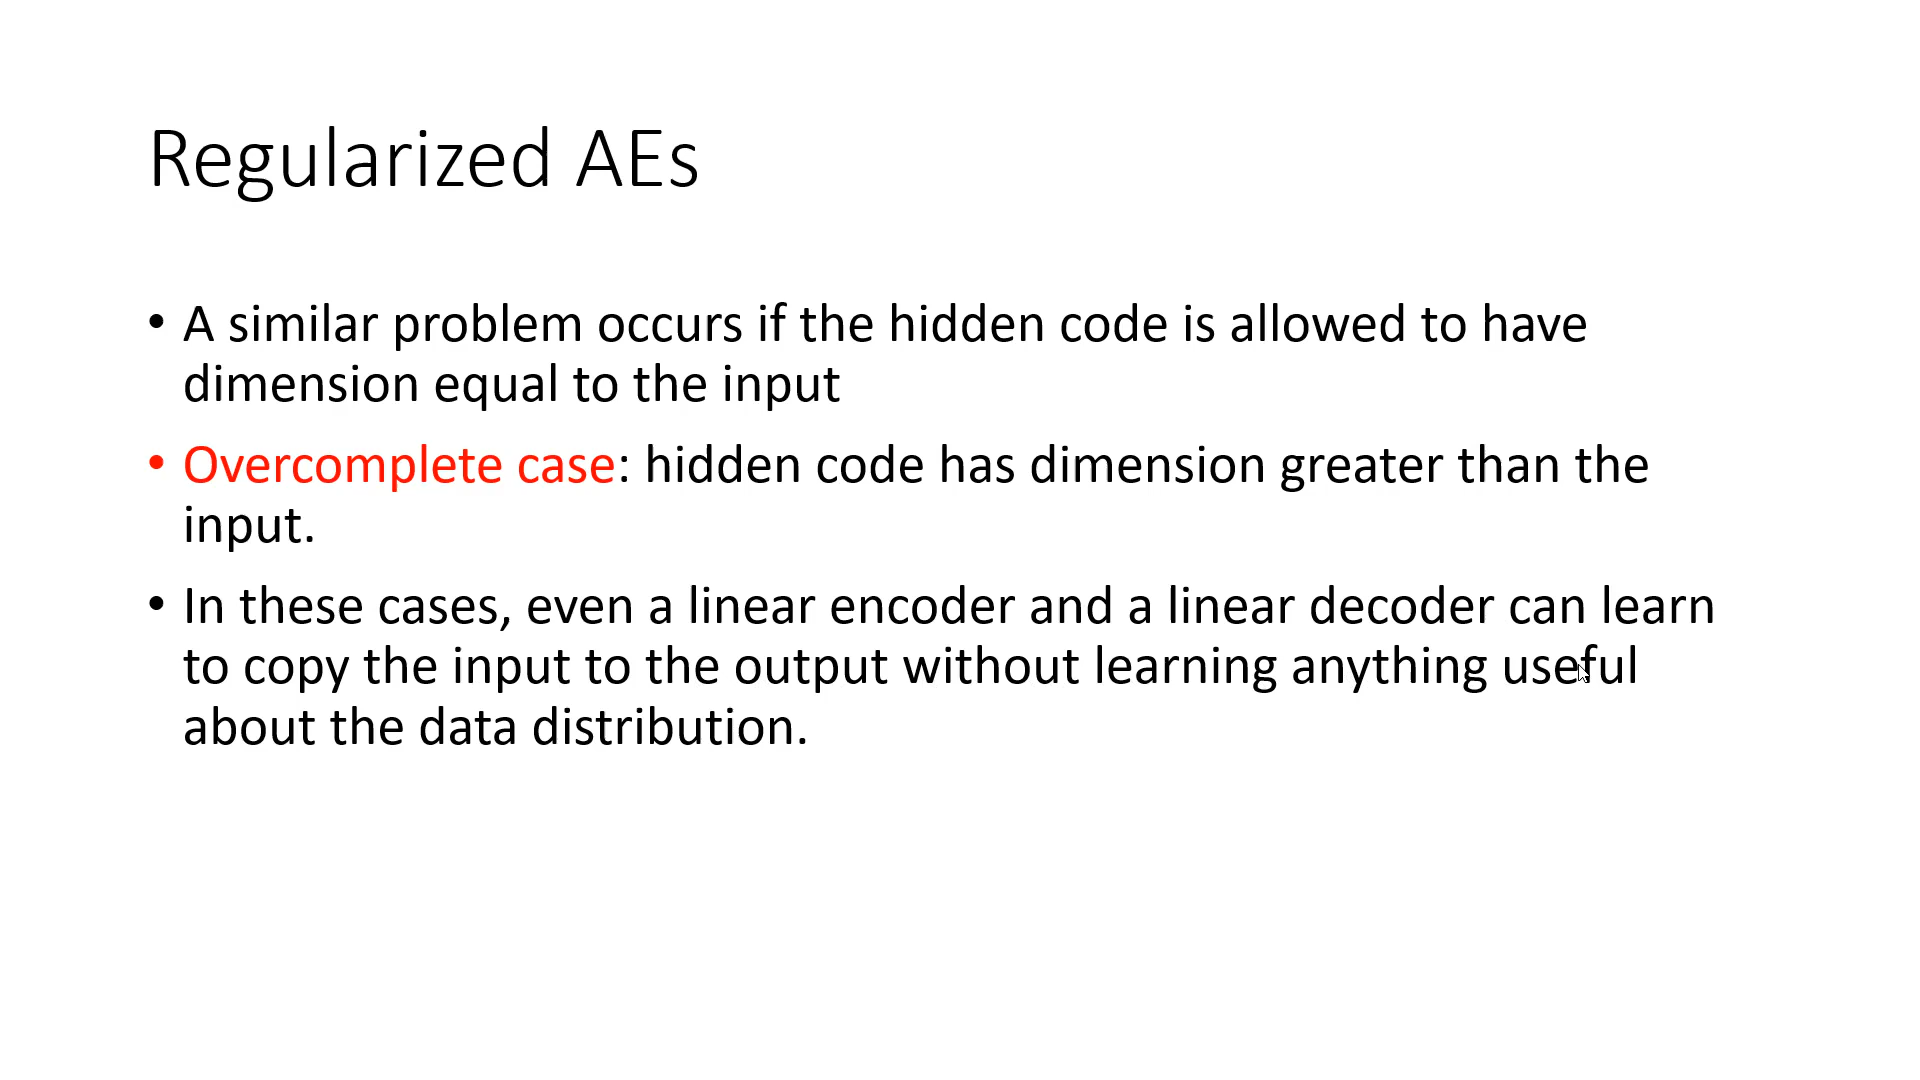 Regularized AEs
• A similar problem occurs if the hidden code is allowed to have
dimension equal to the input
• Overcomplete case: hidden code has dimension greater than the
input.
• In these cases, even a linear encoder and a linear decoder can learn
to copy the input to the output without learning anything useful
about the data distribution.